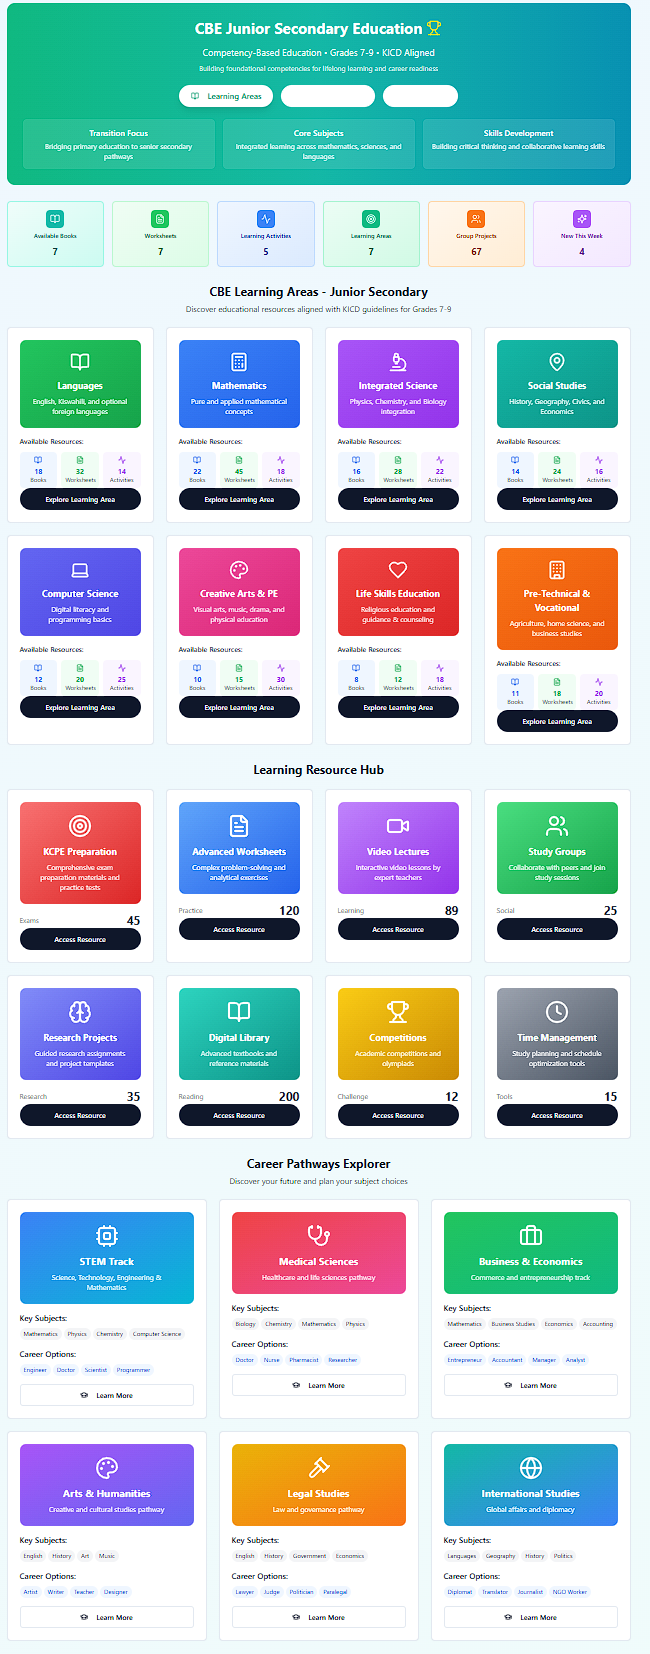 CBE Junior Secondary Education
Competency-Based Education • Grades 7-9 • KICD Aligned
Building foundational competencies for lifelong learning and career readiness
Learning Areas
Transition Focus
Bridging primary education to senior secondary
pathways
Core Subjects
Integrated learning across mathematics, sciences, and
languages
Skills Development
Building critical thinking and collaborative learning skills
Available Books
7
Worksheets
7
Learning Activities
5
Learning Areas
7
Group Projects
67
New This Week
4
CBE Learning Areas - Junior Secondary
Discover educational resources aligned with KICD guidelines for Grades 7-9
Languages
English, Kiswahili, and optional
foreign languages
Available Resources:
18 32 14
Books Worksheets Activities
Explore Learning Area
Mathematics
Pure and applied mathematical
concepts
Available Resources:
22 45 18
Books Worksheets Activities
Explore Learning Area
Integrated Science
Physics, Chemistry, and Biology
integration
Available Resources:
16 28 22
Books Worksheets Activities
Explore Learning Area
Social Studies
History, Geography, Civics, and
Economics
Available Resources:
14 24 16
Books Worksheets Activities
Explore Learning Area
Computer Science
Digital literacy and
programming basics
Available Resources:
12 20 25
Books Worksheets Activities
Explore Learning Area
Creative Arts & PE
Visual arts, music, drama, and
physical education
Available Resources:
10 15 30
Books Worksheets Activities
Explore Learning Area
Life Skills Education
Religious education and
guidance & counseling
Available Resources:
8 12 18
Books Worksheets Activities
Explore Learning Area
Pre-Technical &
Vocational
Agriculture, home science, and
business studies
Available Resources:
11 18 20
Books Worksheets Activities
Explore Learning Area
Learning Resource Hub
KCPE Preparation
Comprehensive exam
preparation materials and
practice tests
Exams 45
Access Resource
Advanced Worksheets
Complex problem-solving and
analytical exercises
Practice 120
Access Resource
Video Lectures
Interactive video lessons by
expert teachers
Learning 89
Access Resource
Study Groups
Collaborate with peers and join
study sessions
Social 25
Access Resource
Research Projects
Guided research assignments
and project templates
Research 35
Access Resource
Digital Library
Advanced textbooks and
reference materials
Reading 200
Access Resource
Competitions
Academic competitions and
olympiads
Challenge 12
Access Resource
Time Management
Study planning and schedule
optimization tools
Tools 15
Access Resource
Career Pathways Explorer
Discover your future and plan your subject choices
STEM Track
Science, Technology, Engineering &
Mathematics
Key Subjects:
Mathematics Physics Chemistry Computer Science
Career Options:
Engineer Doctor Scientist Programmer
Learn More
Medical Sciences
Healthcare and life sciences pathway
Key Subjects:
Biology Chemistry Mathematics Physics
Career Options:
Doctor Nurse Pharmacist Researcher
Learn More
Business & Economics
Commerce and entrepreneurship track
Key Subjects:
Mathematics Business Studies Economics Accounting
Career Options:
Entrepreneur Accountant Manager Analyst
Learn More
Arts & Humanities
Creative and cultural studies pathway
Key Subjects:
English History Art Music
Career Options:
Artist Writer Teacher Designer
Learn More
Legal Studies
Law and governance pathway
Key Subjects:
English History Government Economics
Career Options:
Lawyer Judge Politician Paralegal
Learn More
International Studies
Global affairs and diplomacy
Key Subjects:
Languages Geography History Politics
Career Options:
Diplomat Translator Journalist NGO Worker
Learn More